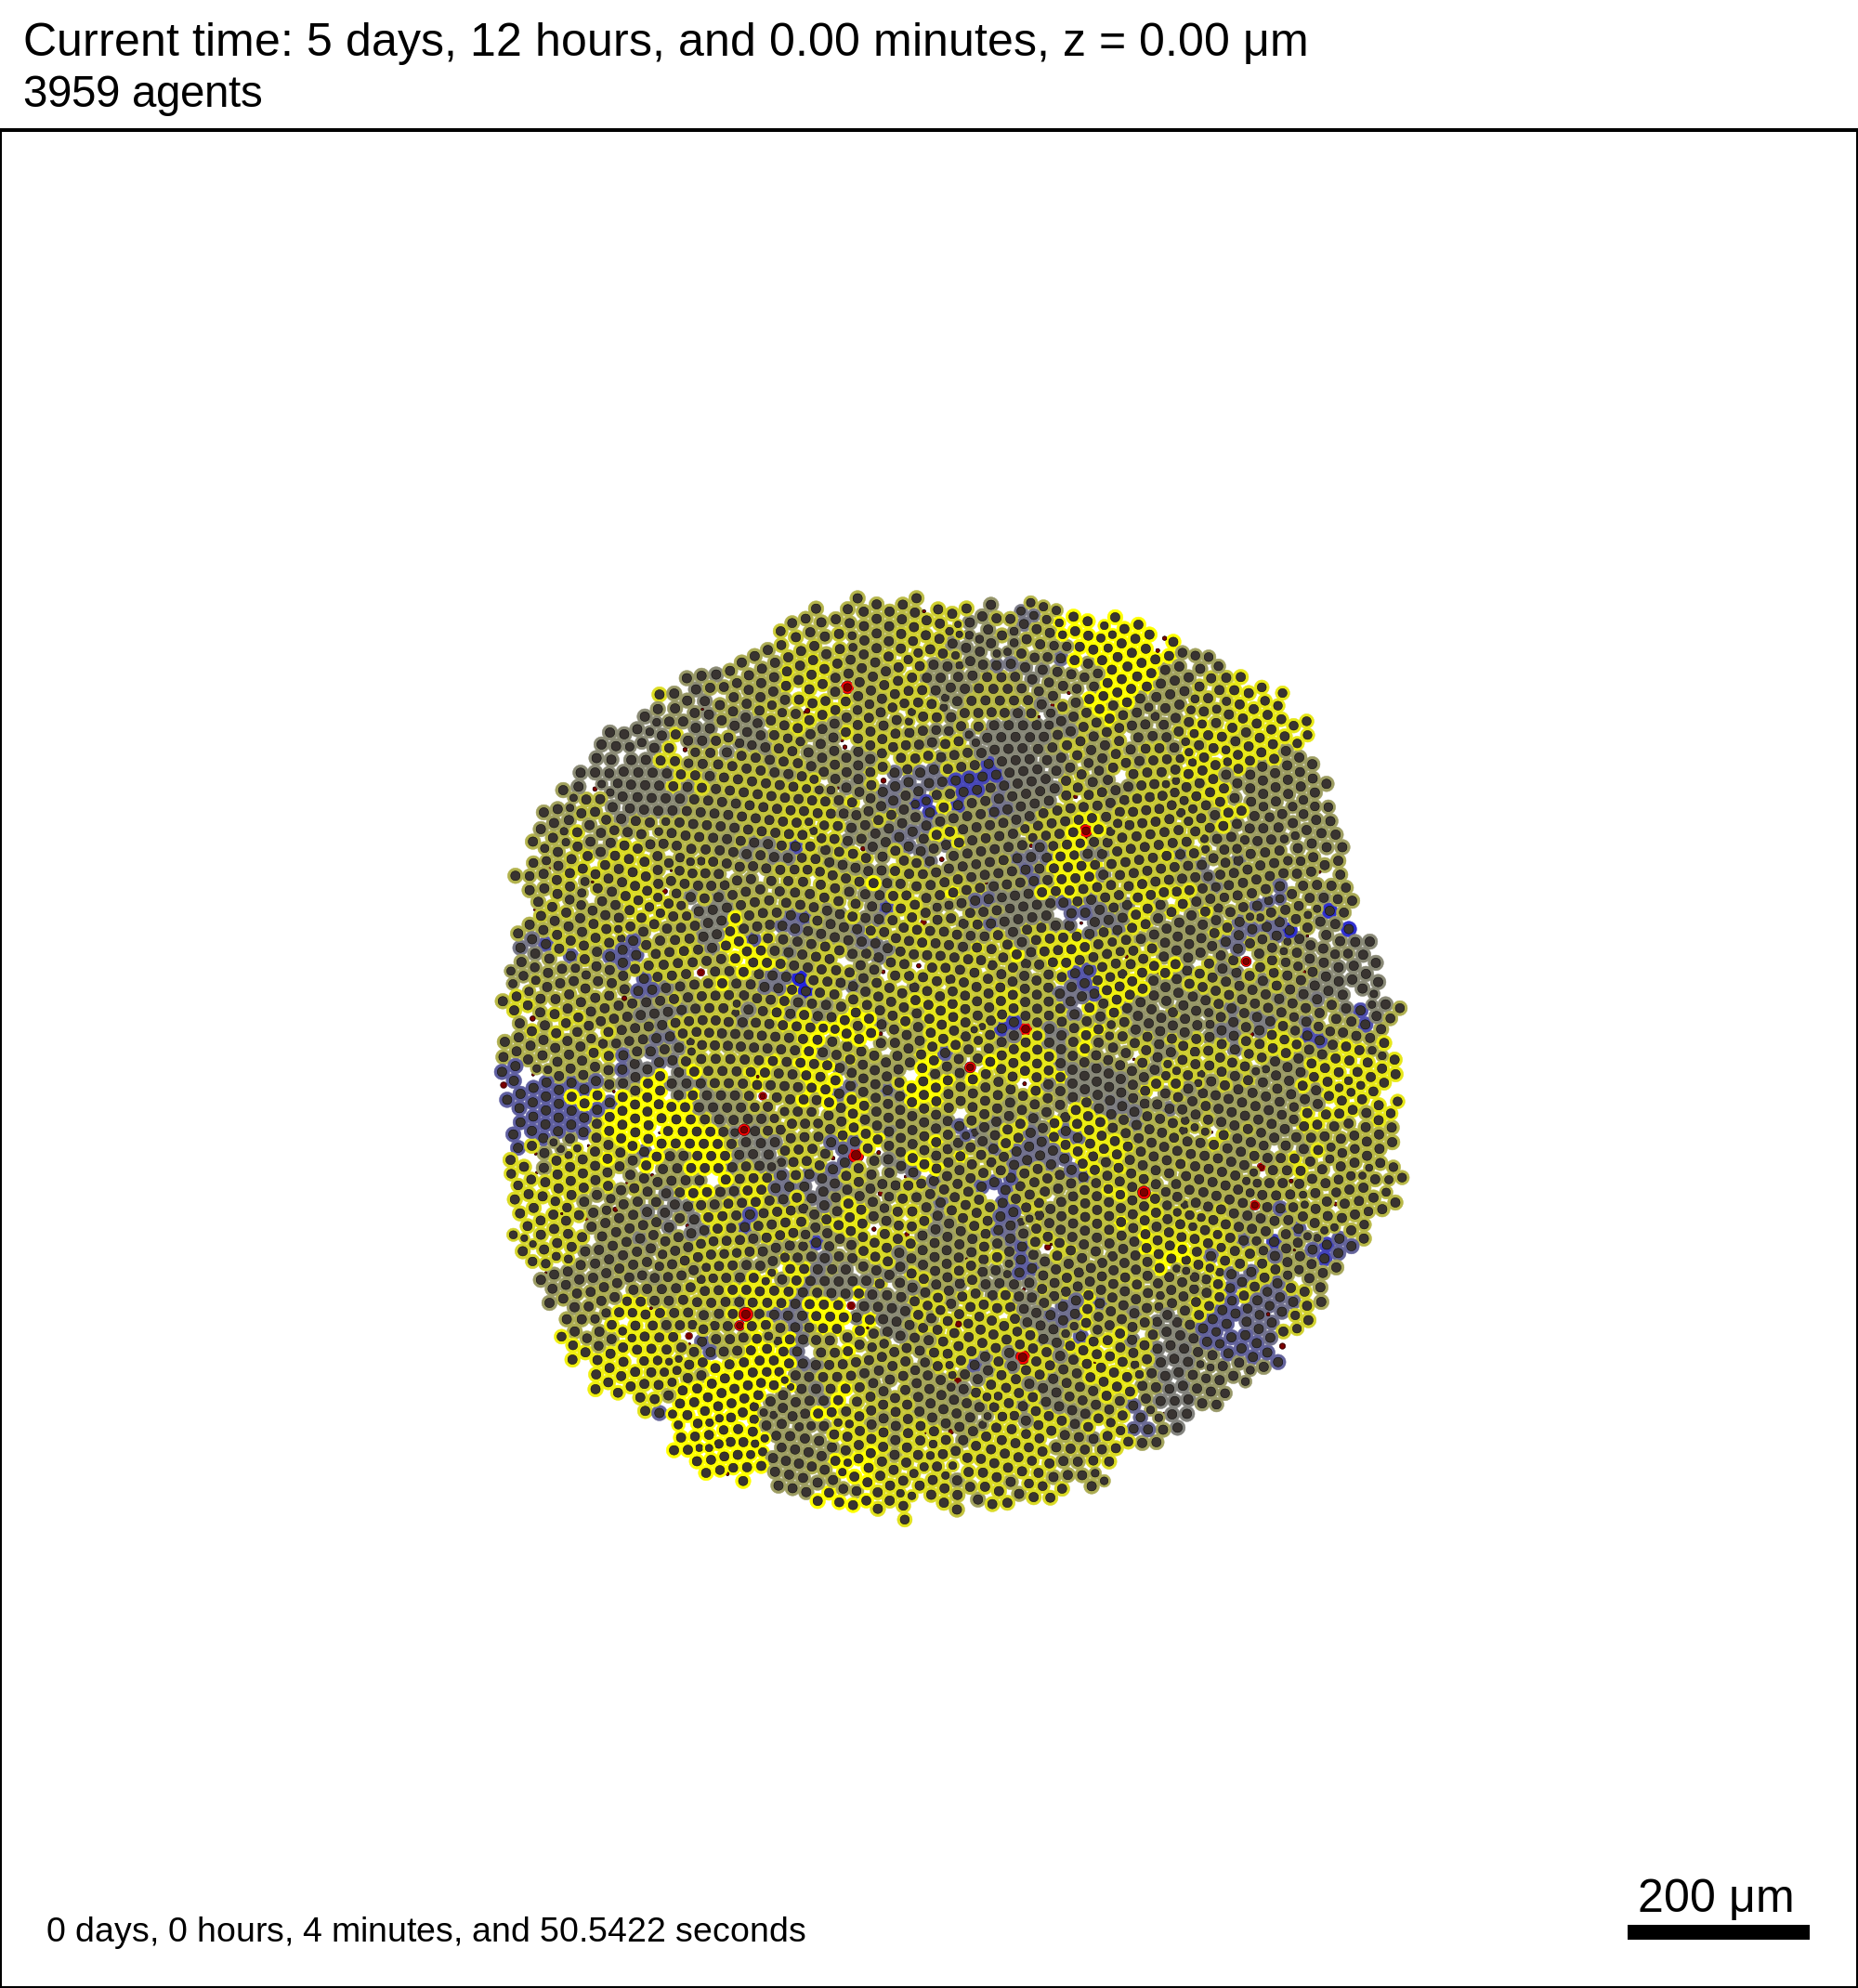 Current time: 5 days, 12 hours, and 0.00 minutes, z = 0.00 μm
3959 agents
200 μm
0 days, 0 hours, 4 minutes, and 50.5422 seconds